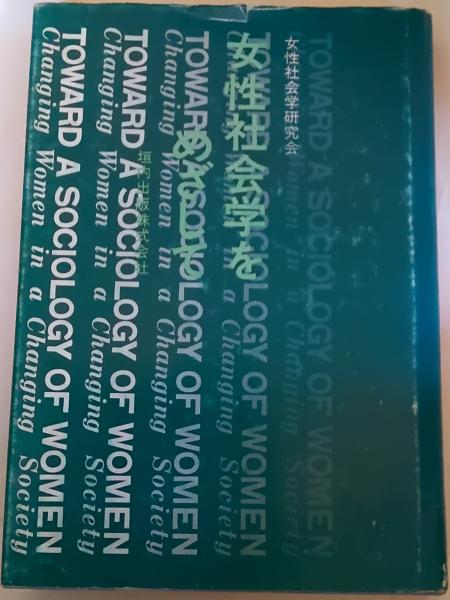 女性社会学研究会
女性社会学を
めざして
垣内出版株式会社
TOWARD A SOCIOLOGY OF WOMEN
Changing Women in a Changing Society
TOWARD A SOCIOLOGY OF WOMEN
Changing Women in a Changing Society
TOWARD A SOCIOLOGY OF WOMEN
Changing Women in a Changing Society
TOWARD A SOCIOLOGY OF WOMEN
Changing Women in a Changing Society
TOWARD A SOCIOLOGY OF WOMEN
Changing Women in a Changing Society